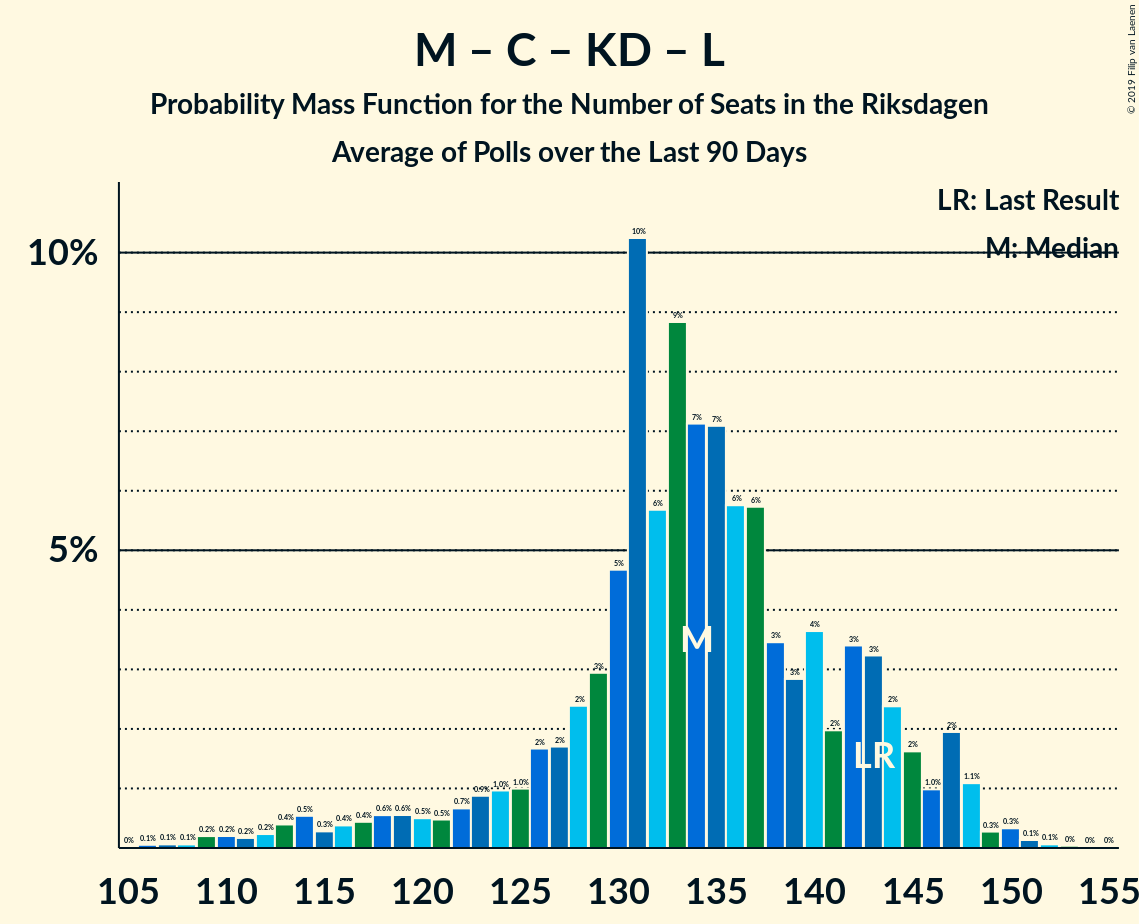 M – C – KD – L
Probability Mass Function for the Number of Seats in the Riksdagen
Average of Polls over the Last 90 Days
© 2019 Filip van Laenen
LR: Last Result
M: Median
10%
5%
0% 0.1% 0.1% 0.1% 0.2% 0.2% 0.2% 0.2% 0.4% 0.5% 0.3% 0.4% 0.4% 0.6% 0.6% 0.5% 0.5% 0.7% 0.9% 1.0% 1.0% 2% 2% 2% 3% 5% 10% 6% 9% 7% 7% 6% 6% 3% 3% 4% 2% 3% 3% 2% 2% 1.0% 2% 1.1% 0.3% 0.3% 0.1% 0.1% 0% 0% 0%
M
LR
105 110 115 120 125 130 135 140 145 150 155